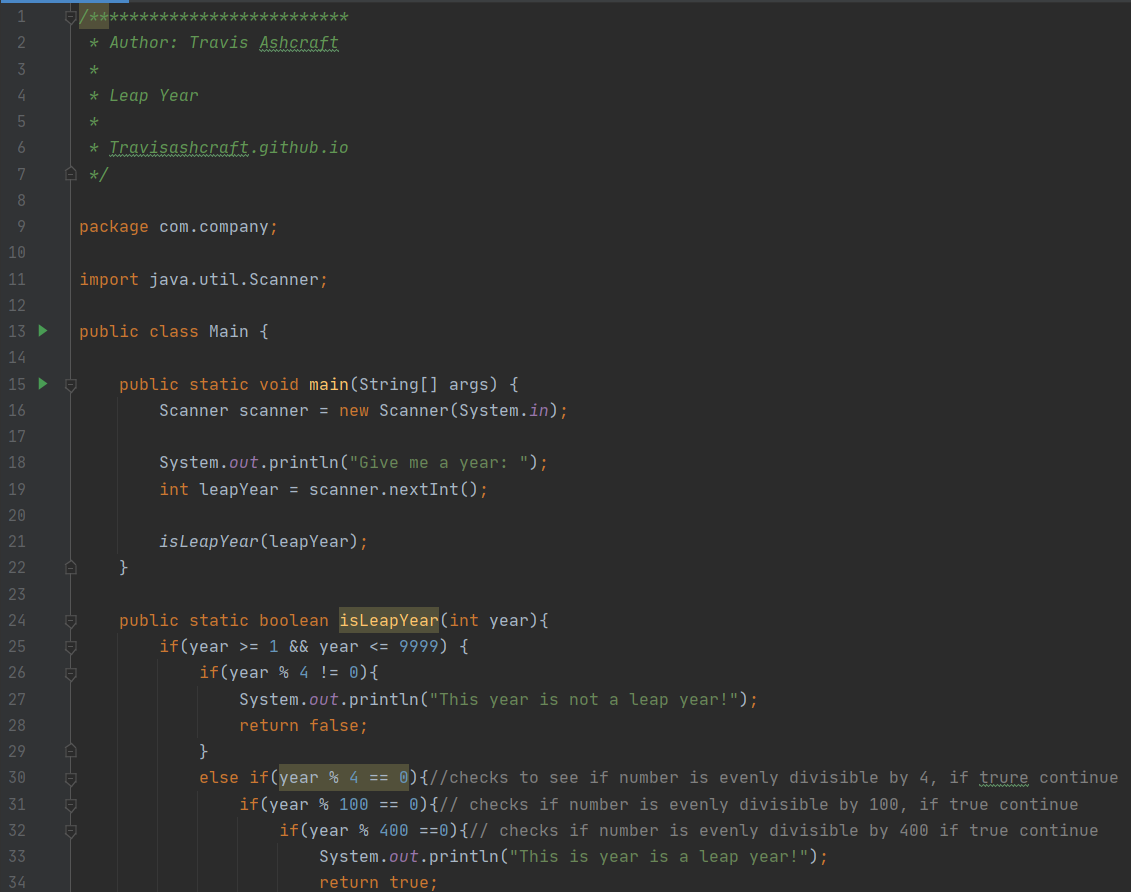 1 /**************************
2  * Author: Travis Ashcraft
3  *
4  * Leap Year
5  *
6  * Travisashcraft.github.io
7  */
8
9 package com.company;
10
11 import java.util.Scanner;
12
13 public class Main {
14
15     public static void main(String[] args) {
16         Scanner scanner = new Scanner(System.in);
17
18         System.out.println("Give me a year: ");
19         int leapYear = scanner.nextInt();
20
21         isLeapYear(leapYear);
22     }
23
24     public static boolean isLeapYear(int year){
25         if(year >= 1 && year <= 9999) {
26             if(year % 4 != 0){
27                 System.out.println("This year is not a leap year!");
28                 return false;
29             }
30             else if(year % 4 == 0){//checks to see if number is evenly divisible by 4, if trure continue
31                 if(year % 100 == 0){// checks if number is evenly divisible by 100, if true continue
32                     if(year % 400 ==0){// checks if number is evenly divisible by 400 if true continue
33                         System.out.println("This is year is a leap year!");
34                         return true;